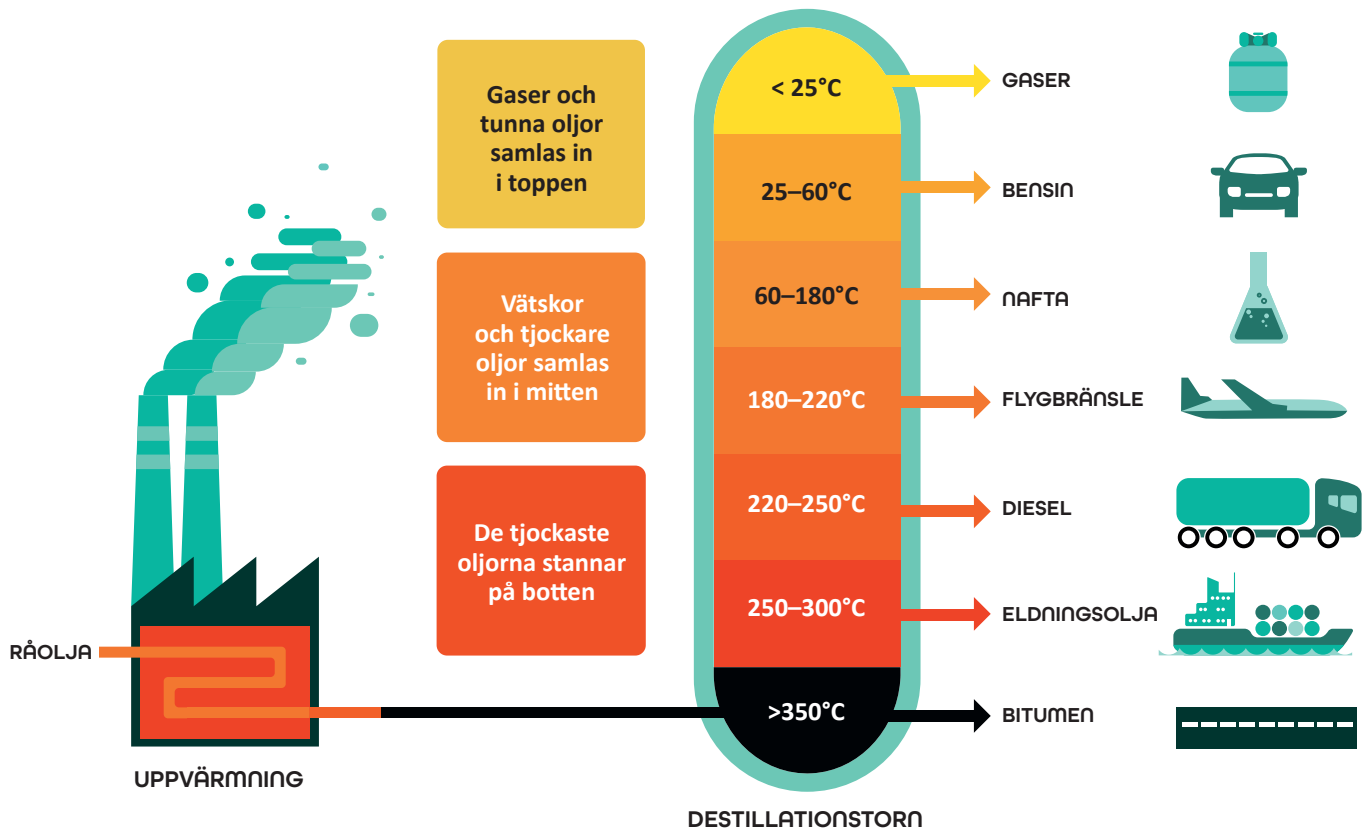 Gaser och
tunna oljor
samlas in
i toppen
Vätskor
och tjockare
oljor samlas
in i mitten
De tjockaste
oljorna stannar
på botten
RÅOLJA
UPPVÄRMNING
< 25°C
GASER
25–60°C
BENSIN
60–180°C
NAFTA
180–220°C
FLYGBRÄNSLE
220–250°C
DIESEL
250–300°C
ELDNINGSOLJA
>350°C
BITUMEN
DESTILLATIONSTORN